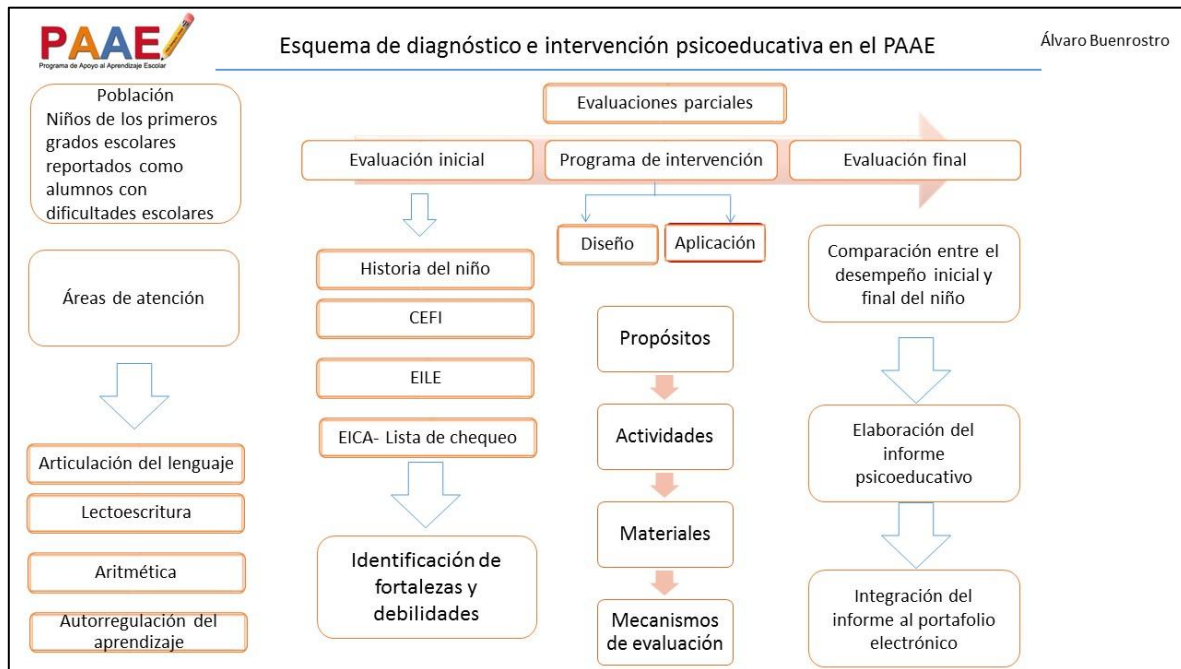 PAAE
Programa de Apoyo al Aprendizaje Escolar
Esquema de diagnóstico e intervención psicoeducativa en el PAAE
Álvaro Buenrostro
Población
Niños de los primeros
grados escolares
reportados como
alumnos con
dificultades escolares
Áreas de atención
Articulación del lenguaje
Lectoescritura
Aritmética
Autorregulación del
aprendizaje
Evaluaciones parciales
Evaluación inicial
Programa de intervención
Evaluación final
Historia del niño
CEFI
EILE
EICA- Lista de chequeo
Identificación de
fortalezas y
debilidades
Diseño
Aplicación
Propósitos
Actividades
Materiales
Mecanismos
de evaluación
Comparación entre el
desempeño inicial y
final del niño
Elaboración del
informe
psicoeducativo
Integración del
informe al portafolio
electrónico